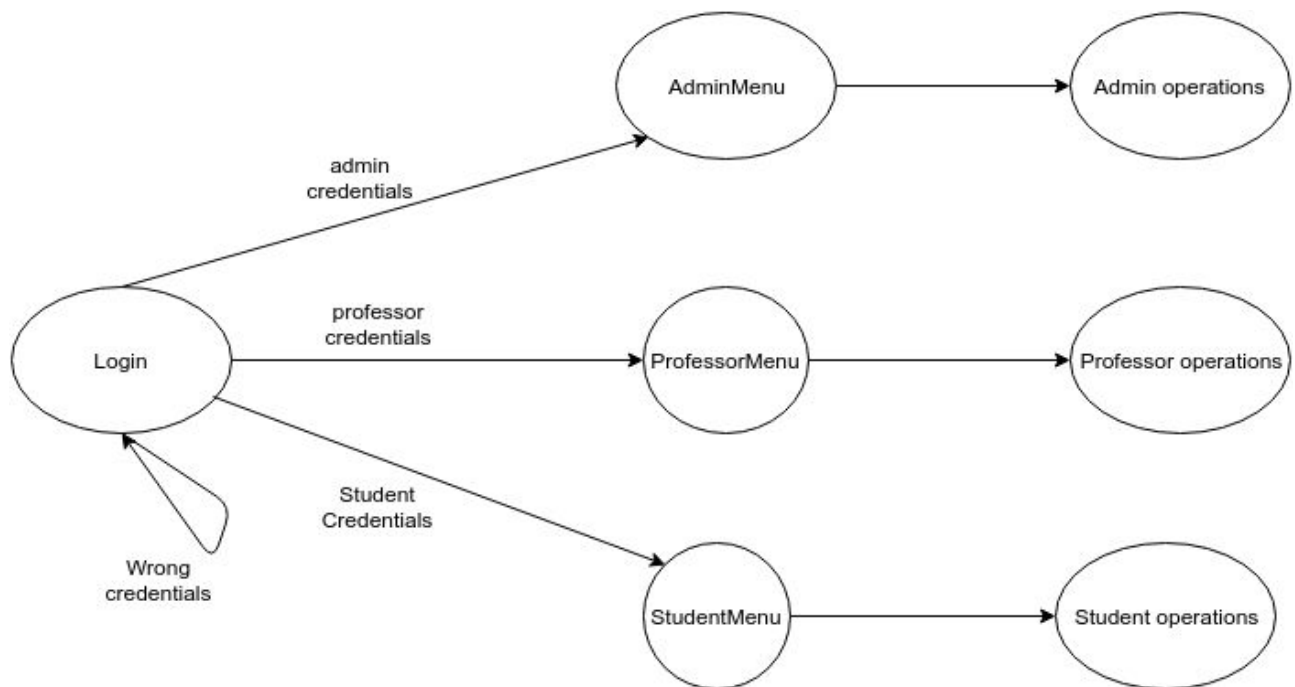 AdminMenu
Admin operations
admin
credentials
professor
credentials
Login
ProfessorMenu
Professor operations
Student
Credentials
Wrong
credentials
StudentMenu
Student operations